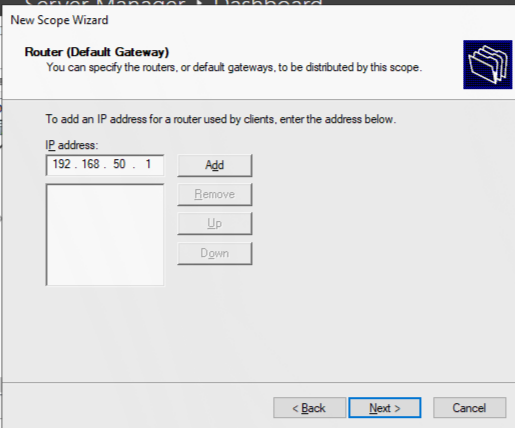 Server Manager ▸ Dashboard
New Scope Wizard
Router (Default Gateway)
You can specify the routers, or default gateways, to be distributed by this scope.
To add an IP address for a router used by clients, enter the address below.
IP address:
192 . 168 . 50 . 1
Add
Remove
Up
Down
< Back
Next >
Cancel